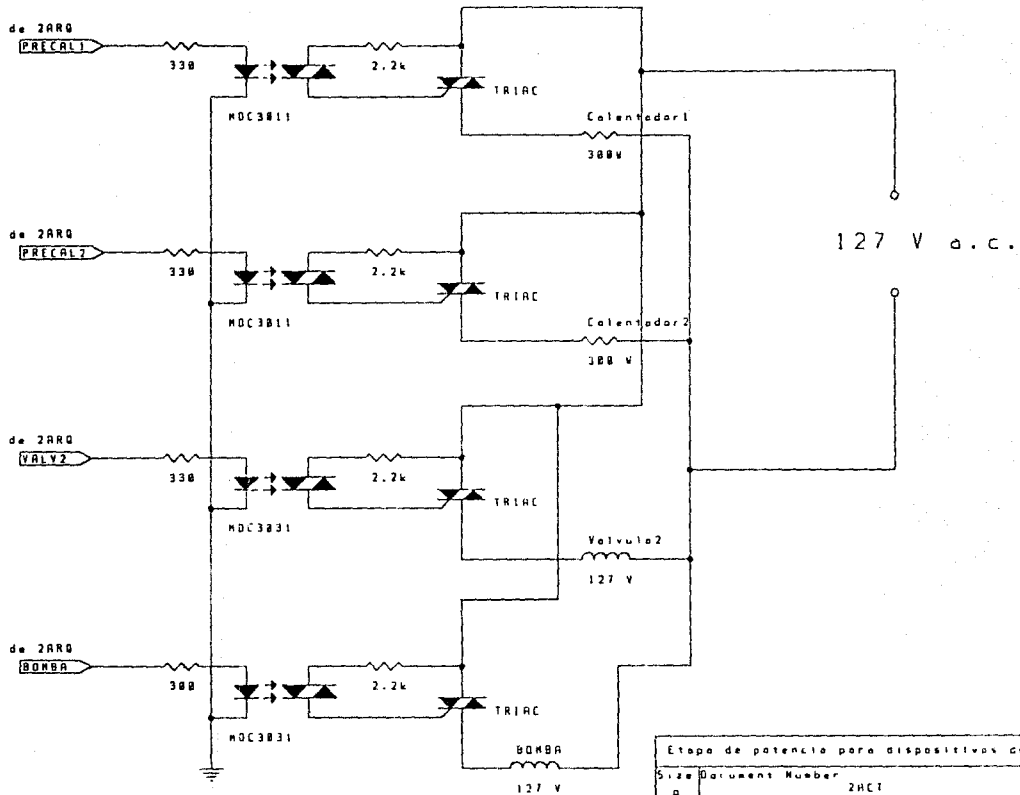 de 2ARQ
PRECAL1
330
MOC3011
2.2k
TRIAC
Calentador1
300W
de 2ARQ
PRECAL2
330
MOC3011
2.2k
TRIAC
Calentador2
300 W
127 V a.c.
de 2ARQ
VALV2
330
MOC3031
2.2k
TRIAC
Valvula2
127 V
de 2ARQ
BOMBA
300
MOC3031
2.2k
TRIAC
BOMBA
127 V
Etapa de potencia para dispositivos
Size Document Number
2ACT